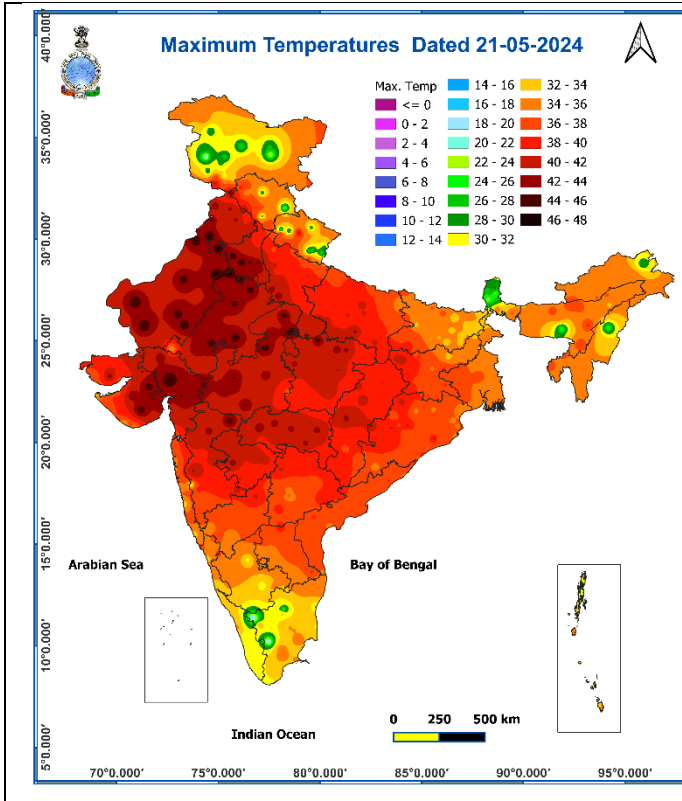 Maximum Temperatures Dated 21-05-2024
Max. Temp
<= 0
0 - 2
2 - 4
4 - 6
6 - 8
8 - 10
10 - 12
12 - 14
14 - 16
16 - 18
18 - 20
20 - 22
22 - 24
24 - 26
26 - 28
28 - 30
30 - 32
32 - 34
34 - 36
36 - 38
38 - 40
40 - 42
42 - 44
44 - 46
46 - 48
40°0.000'
35°0.000'
30°0.000'
25°0.000'
20°0.000'
15°0.000'
10°0.000'
5°0.000'
Arabian Sea
Bay of Bengal
Indian Ocean
0 250 500 km
70°0.000' 75°0.000' 80°0.000' 85°0.000' 90°0.000' 95°0.000'